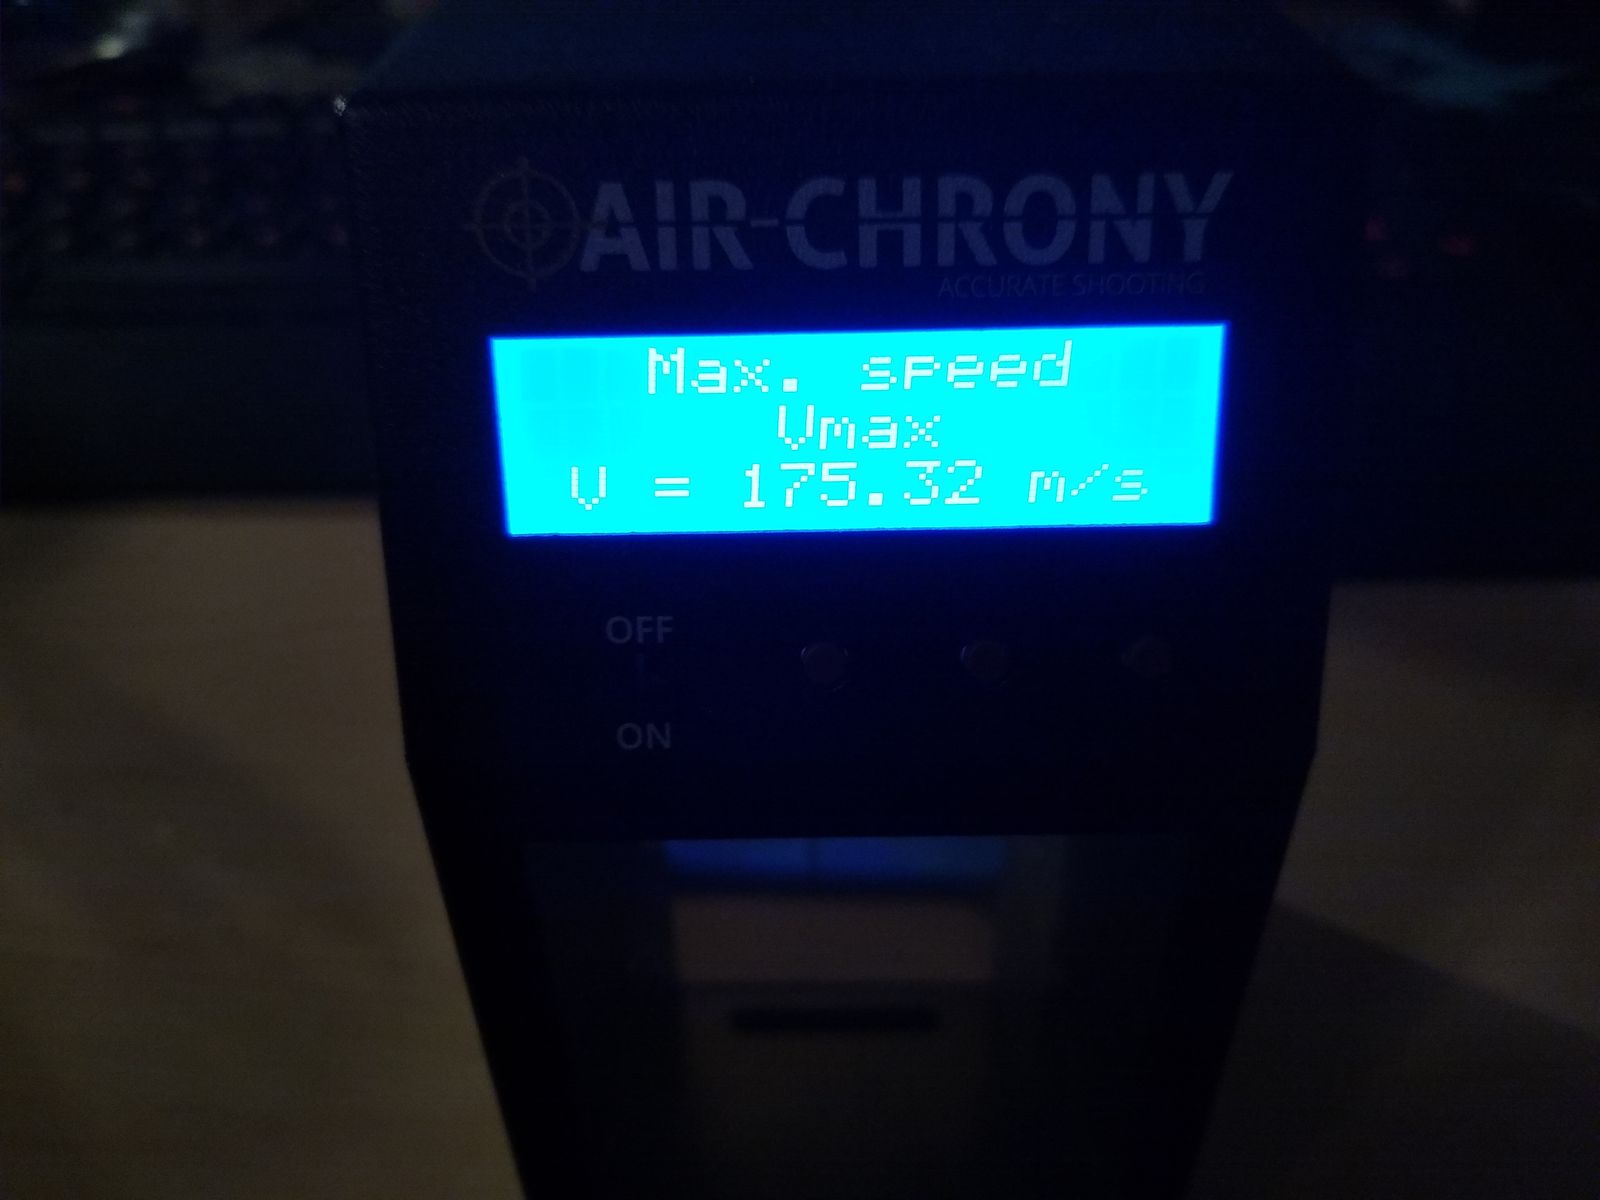 AIR-CHRONY
ACCURATE SHOOTING
Max. speed
Vmax
V = 175.32 m/s
OFF
ON